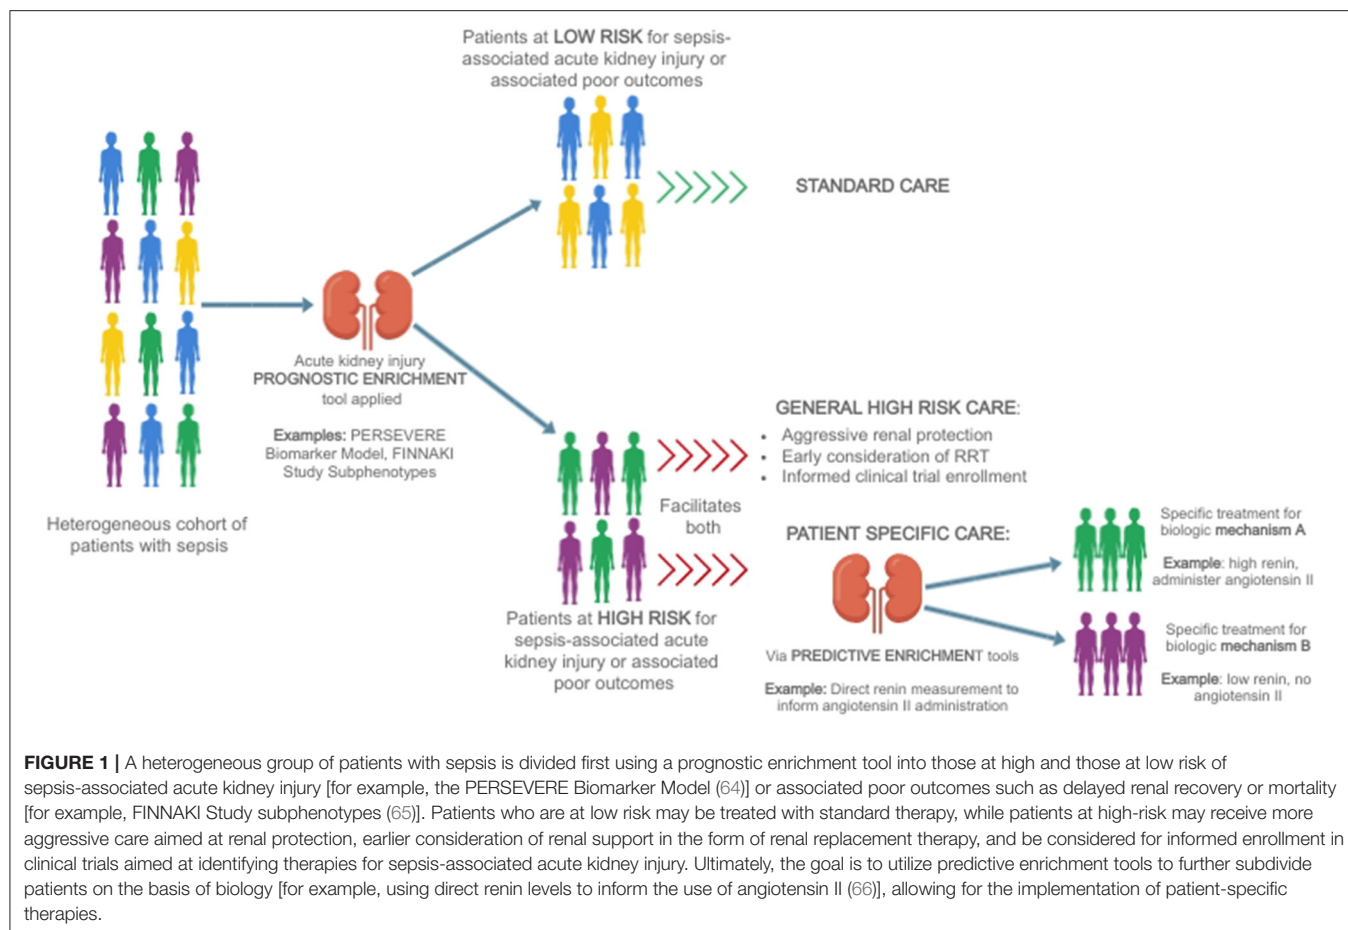 Patients at LOW RISK for sepsis-
associated acute kidney injury or
associated poor outcomes
STANDARD CARE
Acute kidney injury
PROGNOSTIC ENRICHMENT
tool applied
Examples: PERSEVERE
Biomarker Model, FINNAKI
Study Subphenotypes
Heterogeneous cohort of
patients with sepsis
GENERAL HIGH RISK CARE:
• Aggressive renal protection
• Early consideration of RRT
• Informed clinical trial enrollment
Facilitates
both
Patients at HIGH RISK for
sepsis-associated acute
kidney injury or associated
poor outcomes
PATIENT SPECIFIC CARE:
Via PREDICTIVE ENRICHMENT tools
Example: Direct renin measurement to
inform angiotensin II administration
Specific treatment for
biologic mechanism A
Example: high renin,
administer angiotensin II
Specific treatment for
biologic mechanism B
Example: low renin, no
angiotensin II
FIGURE 1 | A heterogeneous group of patients with sepsis is divided first using a prognostic enrichment tool into those at high and those at low risk of
sepsis-associated acute kidney injury [for example, the PERSEVERE Biomarker Model (64)] or associated poor outcomes such as delayed renal recovery or mortality
[for example, FINNAKI Study subphenotypes (65)]. Patients who are at low risk may be treated with standard therapy, while patients at high-risk may receive more
aggressive care aimed at renal protection, earlier consideration of renal support in the form of renal replacement therapy, and be considered for informed enrollment in
clinical trials aimed at identifying therapies for sepsis-associated acute kidney injury. Ultimately, the goal is to utilize predictive enrichment tools to further subdivide
patients on the basis of biology [for example, using direct renin levels to inform the use of angiotensin II (66)], allowing for the implementation of patient-specific
therapies.